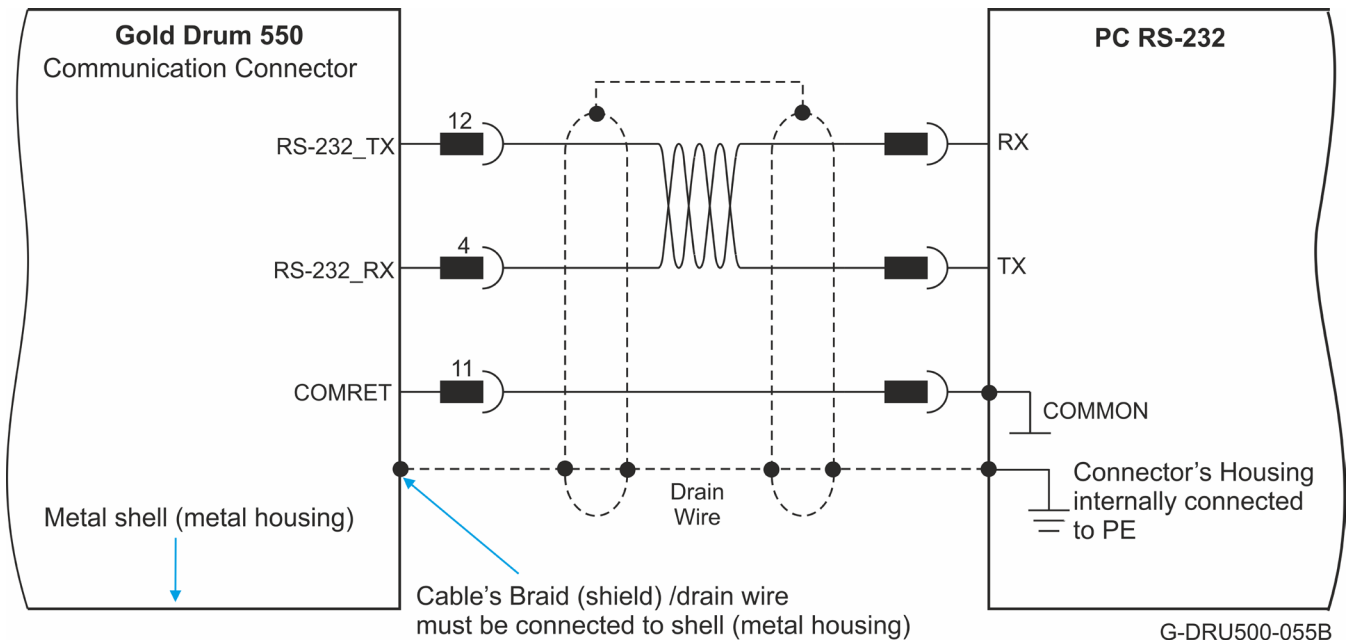 Gold Drum 550
Communication Connector
PC RS-232
12
RS-232_TX
RX
4
RS-232_RX
TX
11
COMRET
COMMON
Drain
Wire
Connector's Housing
internally connected
to PE
Metal shell (metal housing)
Cable's Braid (shield) /drain wire
must be connected to shell (metal housing)
G-DRU500-055B